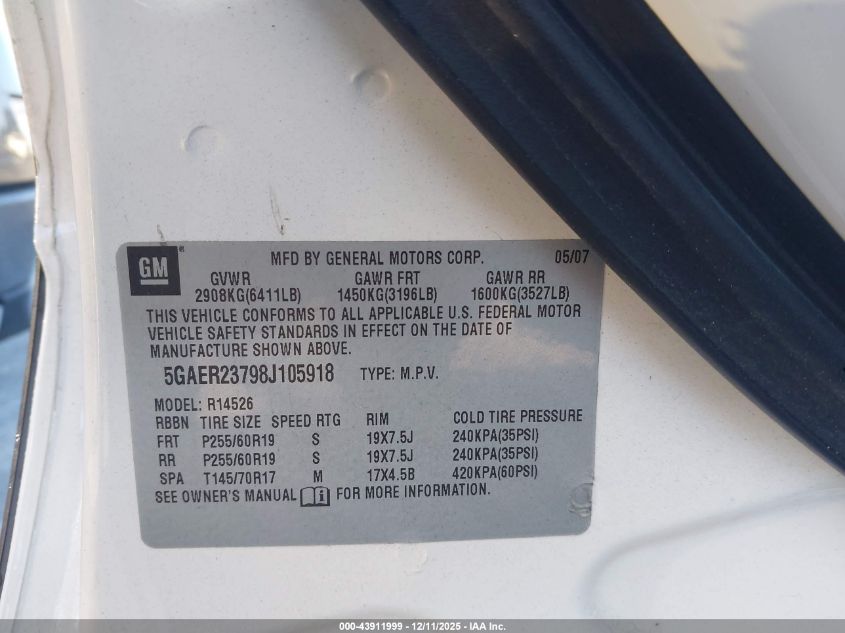 GM ® MFD BY GENERAL MOTORS CORP. 05/07
GVWR GAWR FRT GAWR RR
2908KG(6411LB) 1450KG(3196LB) 1600KG(3527LB)
THIS VEHICLE CONFORMS TO ALL APPLICABLE U.S. FEDERAL MOTOR
VEHICLE SAFETY STANDARDS IN EFFECT ON THE DATE OF
MANUFACTURE SHOWN ABOVE.
5GAER23798J105918 TYPE: M.P.V.
MODEL: R14526
RBBN TIRE SIZE SPEED RTG RIM COLD TIRE PRESSURE
FRT P255/60R19 S 19X7.5J 240KPA(35PSI)
RR P255/60R19 S 19X7.5J 240KPA(35PSI)
SPA T145/70R17 M 17X4.5B 420KPA(60PSI)
SEE OWNER'S MANUAL FOR MORE INFORMATION.
000-43911999 - 12/11/2025 - IAA Inc.